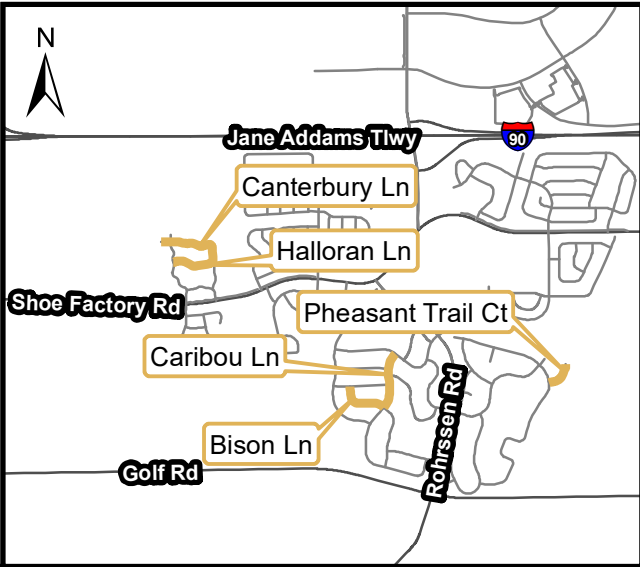 N
Jane Addams Tlwy
90
Canterbury Ln
Halloran Ln
Shoe Factory Rd
Pheasant Trail Ct
Caribou Ln
Rohrssen Rd
Bison Ln
Golf Rd